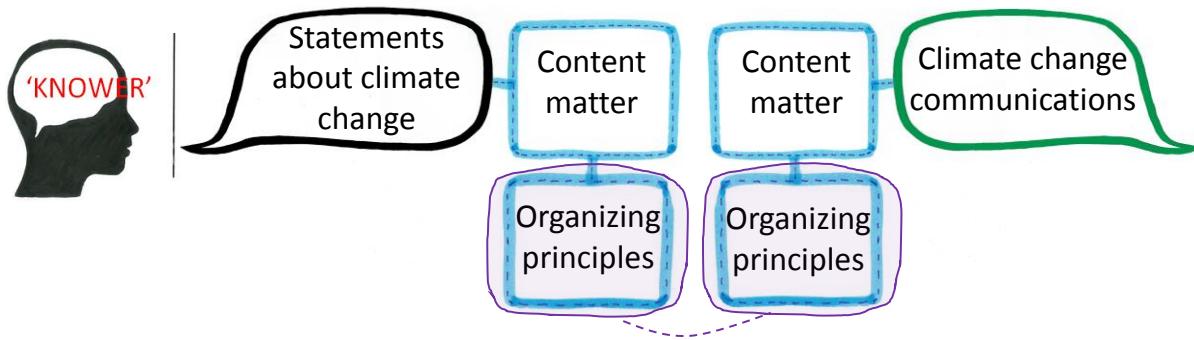 'KNOWER'
Statements
about climate
change
Content
matter
Content
matter
Climate change
communications
Organizing
principles
Organizing
principles